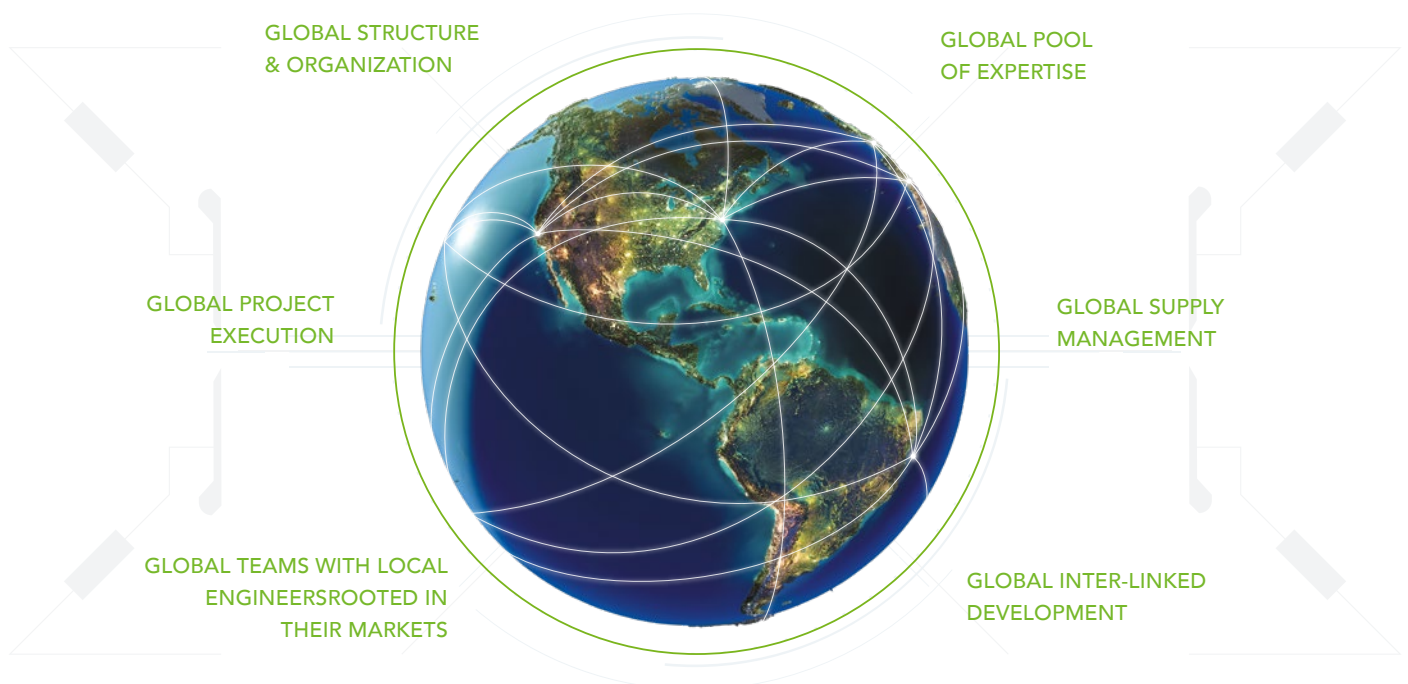 GLOBAL STRUCTURE
& ORGANIZATION
GLOBAL POOL
OF EXPERTISE
GLOBAL PROJECT
EXECUTION
GLOBAL SUPPLY
MANAGEMENT
GLOBAL TEAMS WITH LOCAL
ENGINEERSROOTED IN
THEIR MARKETS
GLOBAL INTER-LINKED
DEVELOPMENT